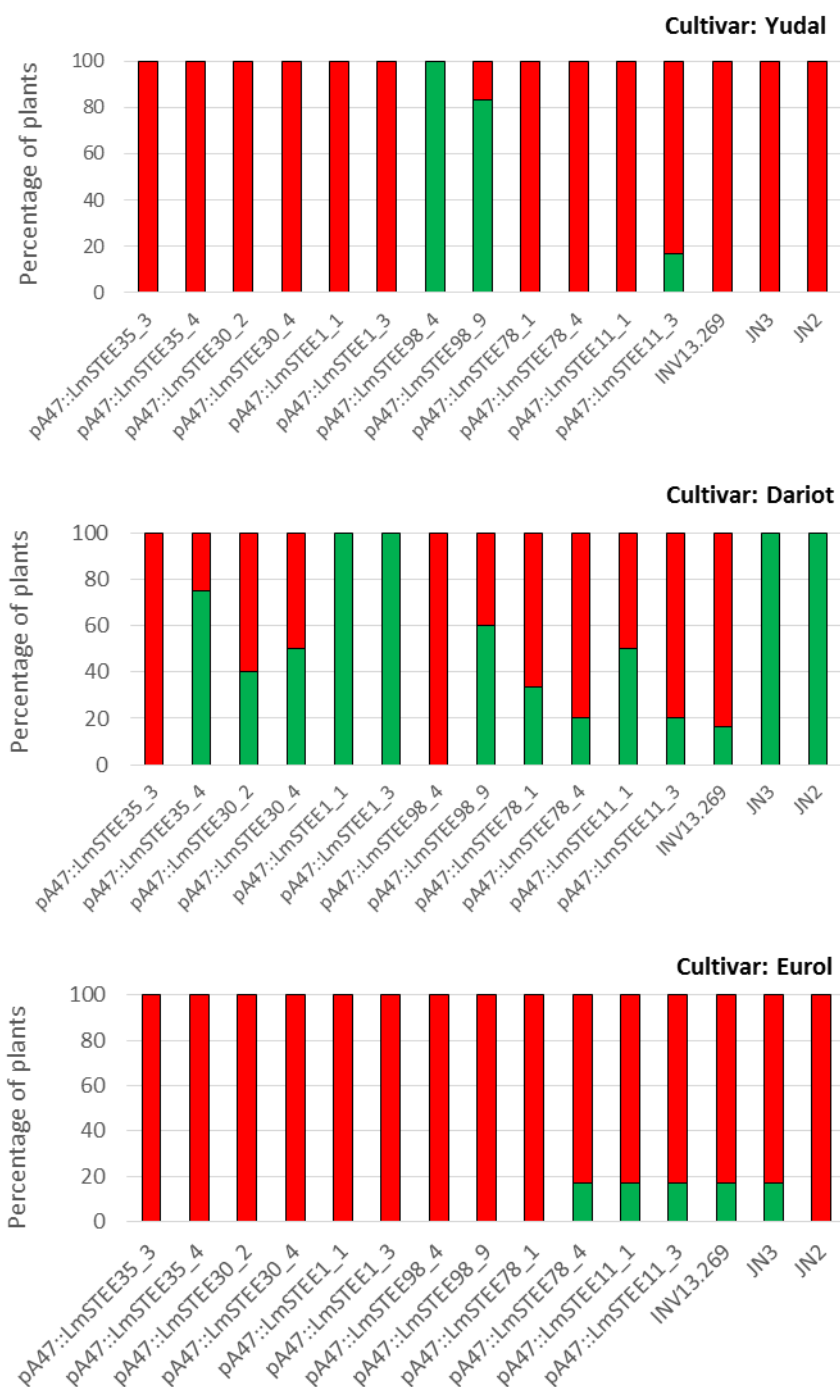 Cultivar: Yudal
Percentage of plants
100
80
60
40
20
0
pA47::LmSTEE35_3
pA47::LmSTEE35_4
pA47::LmSTEE30_2
pA47::LmSTEE30_4
pA47::LmSTEE1_1
pA47::LmSTEE1_3
pA47::LmSTEE98_4
pA47::LmSTEE98_9
pA47::LmSTEE78_1
pA47::LmSTEE78_4
pA47::LmSTEE11_1
pA47::LmSTEE11_3
INV13.269
JN3
JN2
Cultivar: Dariot
Percentage of plants
100
80
60
40
20
0
pA47::LmSTEE35_3
pA47::LmSTEE35_4
pA47::LmSTEE30_2
pA47::LmSTEE30_4
pA47::LmSTEE1_1
pA47::LmSTEE1_3
pA47::LmSTEE98_4
pA47::LmSTEE98_9
pA47::LmSTEE78_1
pA47::LmSTEE78_4
pA47::LmSTEE11_1
pA47::LmSTEE11_3
INV13.269
JN3
JN2
Cultivar: Eurol
Percentage of plants
100
80
60
40
20
0
pA47::LmSTEE35_3
pA47::LmSTEE35_4
pA47::LmSTEE30_2
pA47::LmSTEE30_4
pA47::LmSTEE1_1
pA47::LmSTEE1_3
pA47::LmSTEE98_4
pA47::LmSTEE98_9
pA47::LmSTEE78_1
pA47::LmSTEE78_4
pA47::LmSTEE11_1
pA47::LmSTEE11_3
INV13.269
JN3
JN2